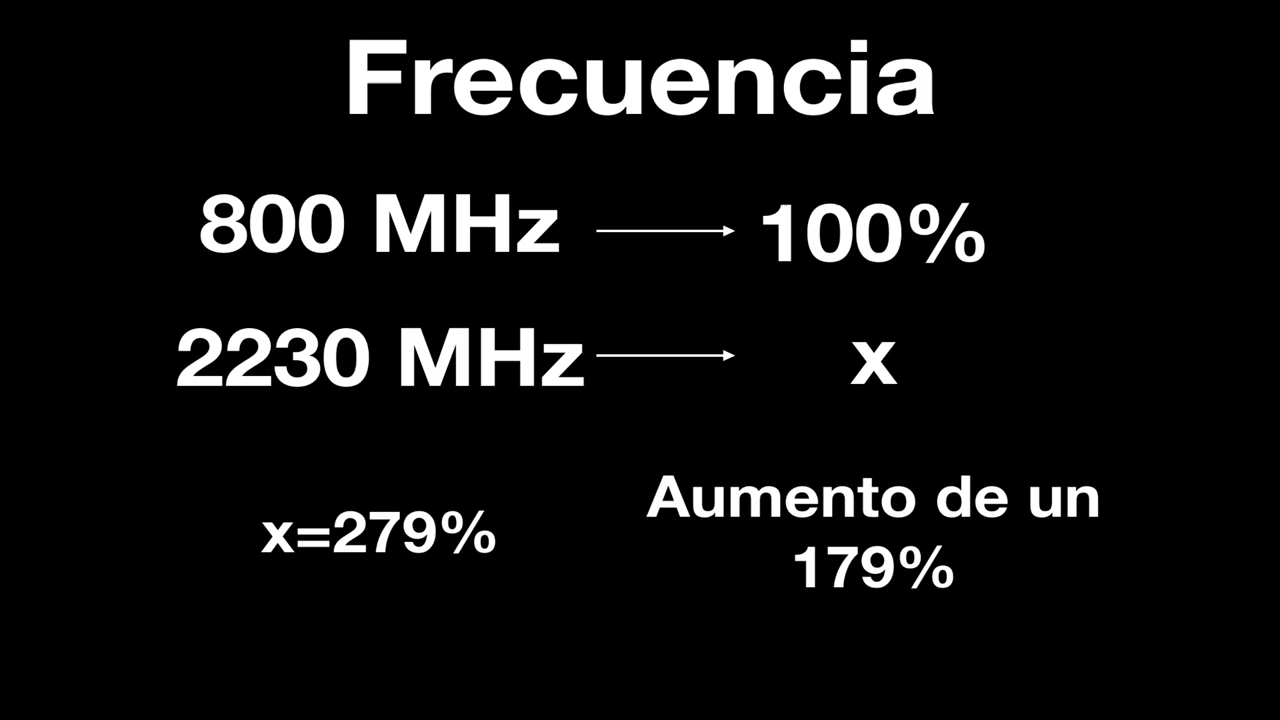 Frecuencia
800 MHz 100%
2230 MHz x
x=279%
Aumento de un
179%